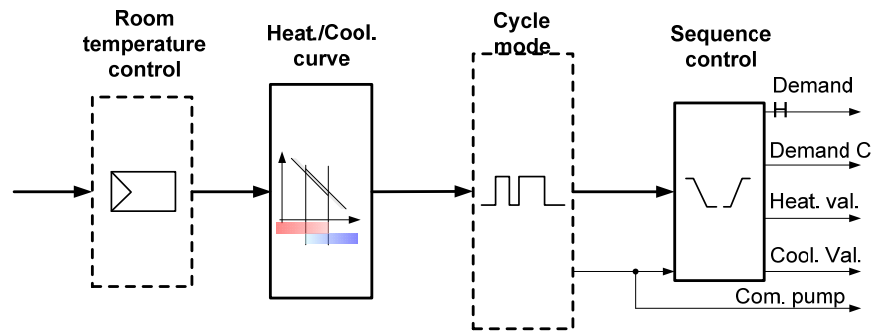 Room
temperature
control
Heat./Cool.
curve
Cycle
mode
Sequence
control
Demand
H
Demand C
Heat. val.
Cool. Val.
Com. pump